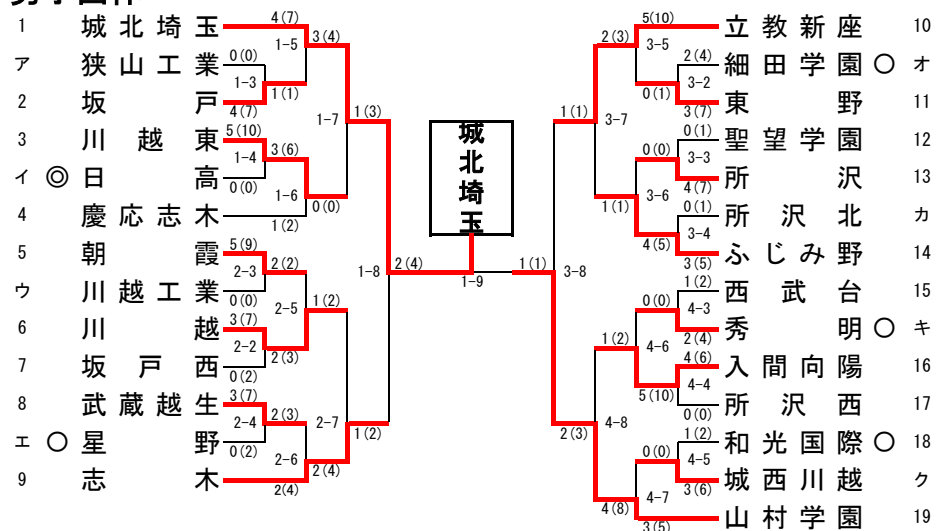 1 城北埼玉 4(7)
ア 狭山工業 0(0)
2 坂戸 4(7)
3 川越東 5(10)
イ ◎ 日高 0(0)
4 慶応志木 1(2)
5 朝霞 5(9)
ウ 川越工業 0(0)
6 川越 3(7)
7 坂戸西 0(2)
8 武蔵越生 3(7)
エ ○ 星野 0(2)
9 志木 2(4)
1-5 3(4)
1-3 1(1)
1-4 3(6)
1-6 0(0)
2-3 2(2)
2-2 2(3)
2-5 1(2)
2-4 2(3)
2-6 2(4)
1-7 1(3)
2-7 1(2)
1-8 2(4)
城北埼玉
1-9
1(1) 3-8
1(1) 3-7
2(3) 4-8
2(3) 3-5
0(1)
0(0) 3-6
1(1)
4(5)
1(2) 4-6
0(0)
5(10)
4(8) 4-7
0(0)
5(10) 立教新座 10
2(4) 3-2 細田学園 ○ オ
3(7) 東野 11
0(1) 3-3 聖望学園 12
4(7) 所沢 13
0(1) 3-4 所沢北 カ
3(5) ふじみ野 14
1(2) 4-3 西武台 15
2(4) 秀明 ○ キ
4(6) 4-4 入間向陽 16
0(0) 所沢西 17
1(2) 4-5 和光国際 ○ 18
3(6) 城西川越 ク
3(5) 山村学園 19